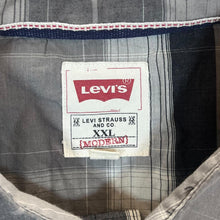 LEVI'S
LEVI STRAUSS
AND CO.
XXL
[MODERN]